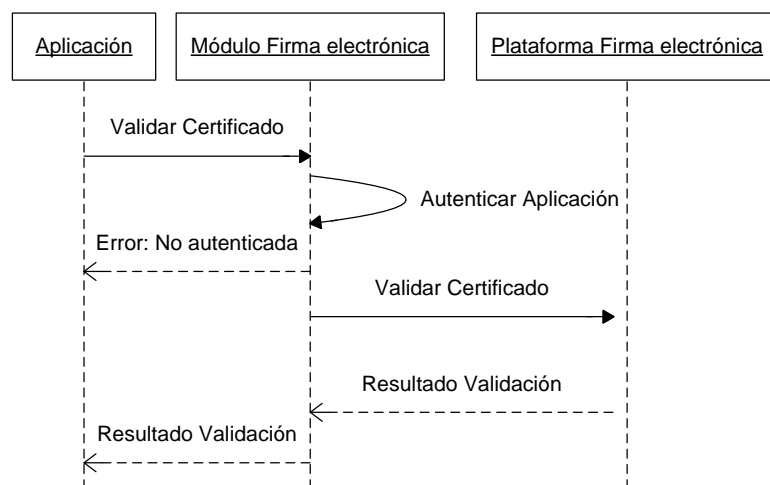 Aplicación
Módulo Firma electrónica
Plataforma Firma electrónica
Validar Certificado
Autenticar Aplicación
Error: No autenticada
Validar Certificado
Resultado Validación
Resultado Validación